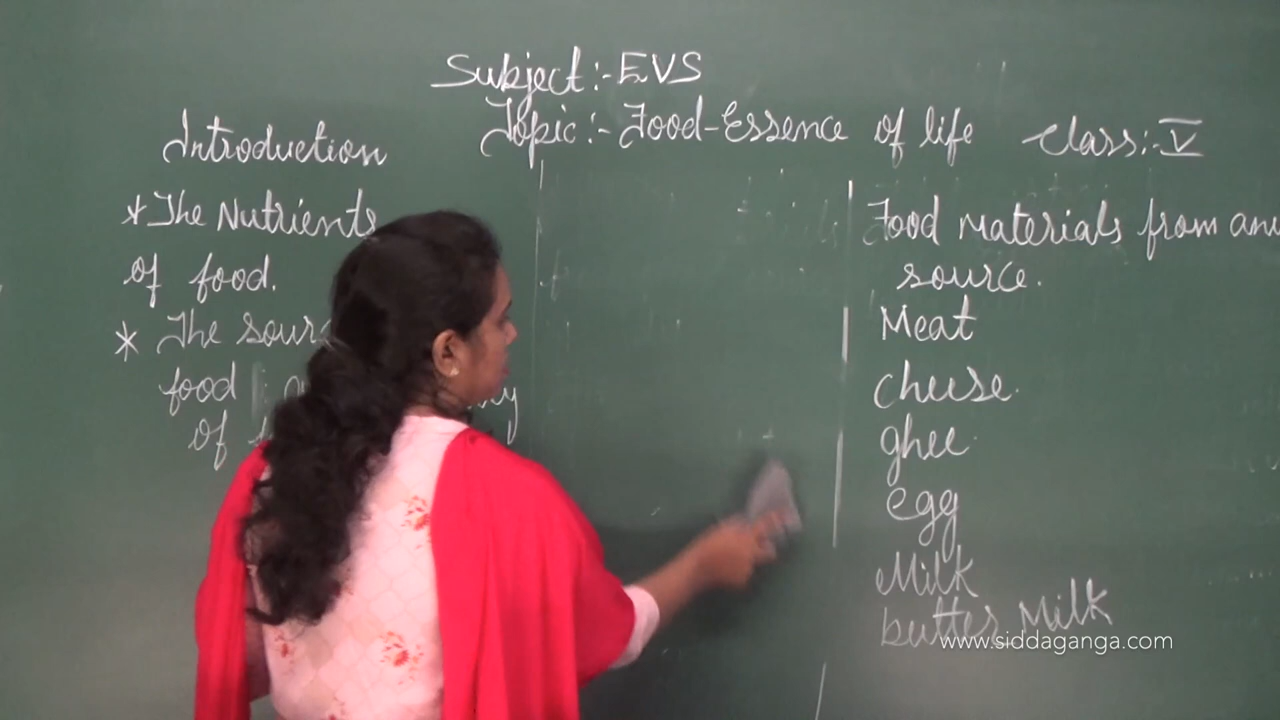 Subject:-EVS
Topic:-Food-Essence of life Class:-V
Introduction
*The Nutrients
of food.
* The
food
of
Food materials from
source.
Meat
cheese.
ghee.
egg
Milk
butter Milk
www.siddaganga.com